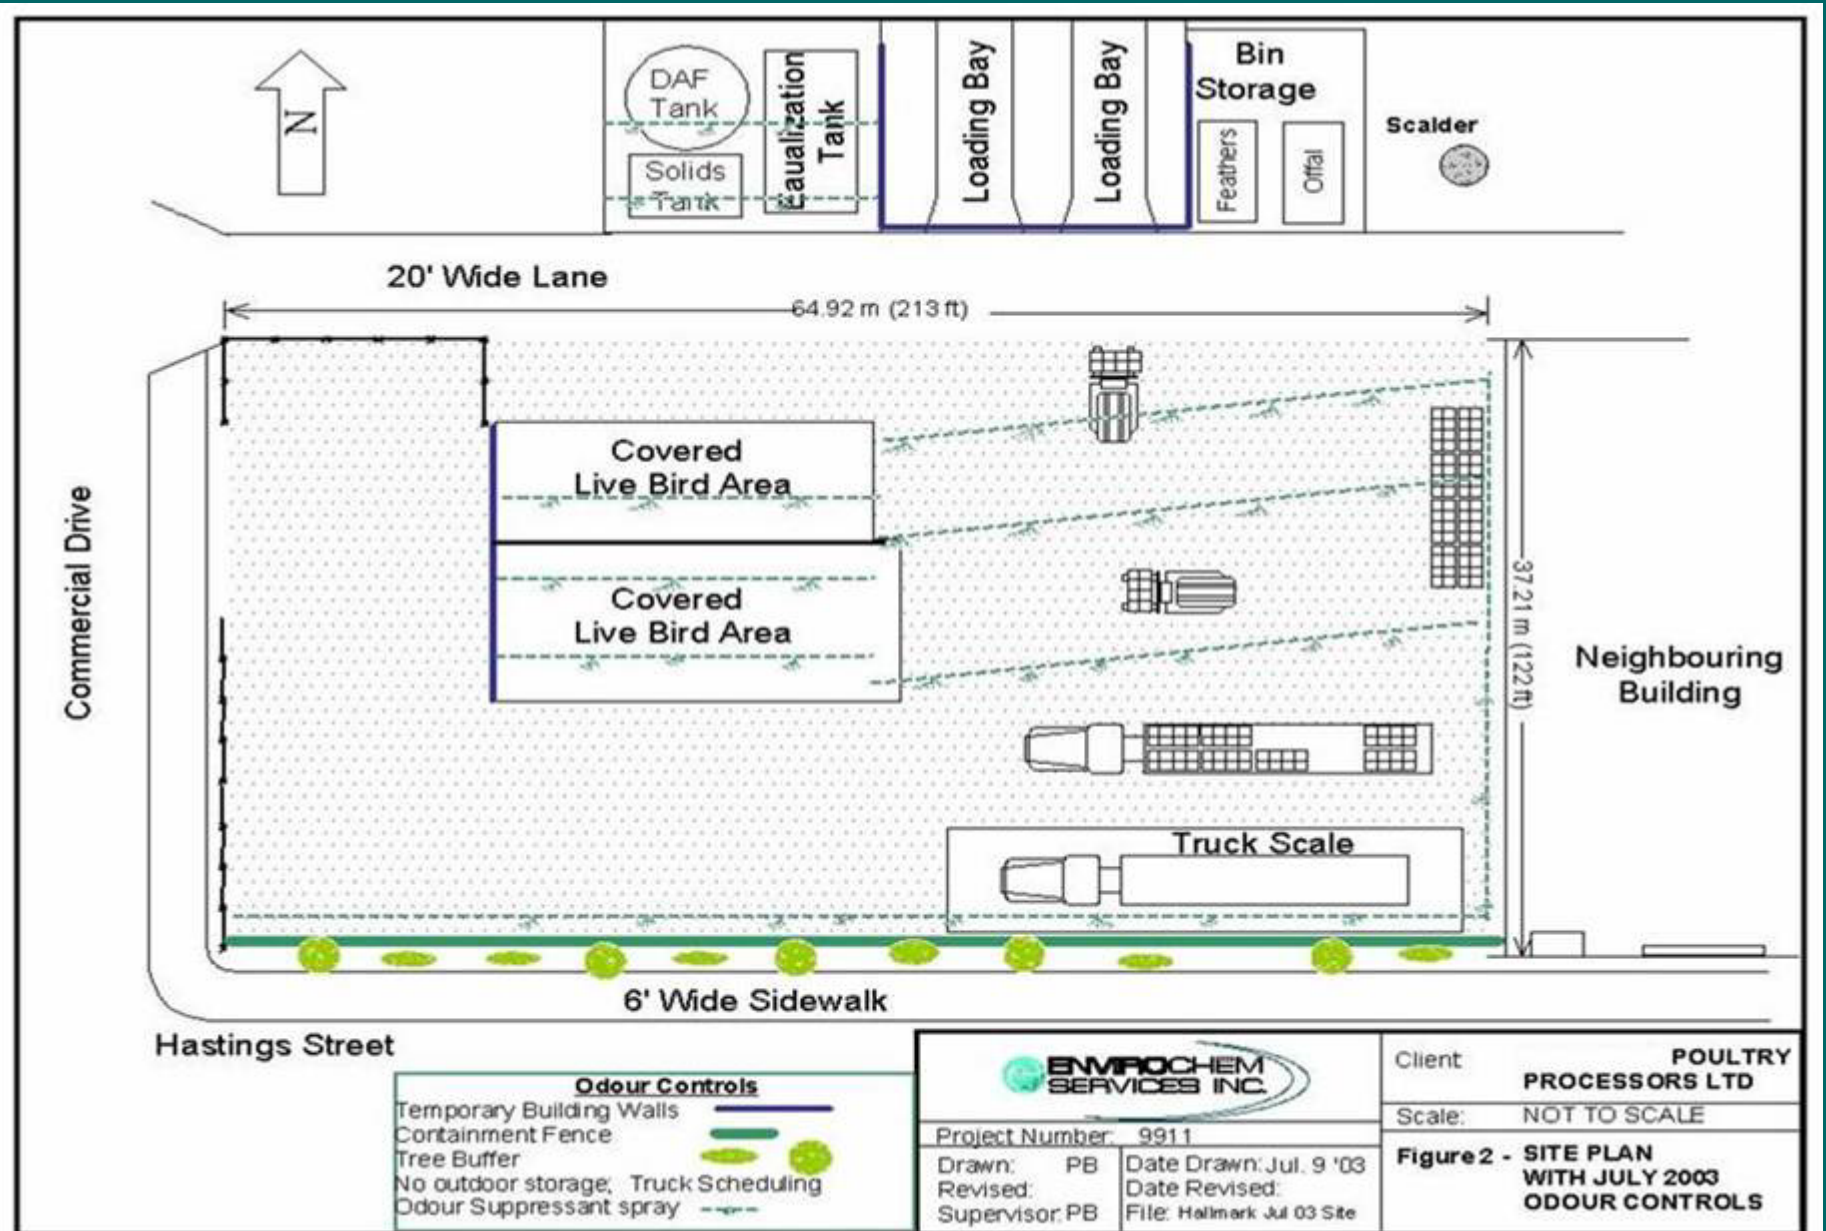 N
DAF
Tank
Solids
Tank
Eaualization
Tank
Loading Bay
Loading Bay
Bin
Storage
Feathers
Offal
Scalder
20' Wide Lane
64.92 m (213 ft)
Covered
Live Bird Area
Covered
Live Bird Area
Commercial Drive
37.21 m (122 ft)
Neighbouring
Building
Truck Scale
6' Wide Sidewalk
Hastings Street
Odour Controls
Temporary Building Walls
Containment Fence
Tree Buffer
No outdoor storage; Truck Scheduling
Odour Suppressant spray
ENVIROCHEM
SERVICES INC.
Project Number: 9911
Drawn: PB
Revised:
Supervisor: PB
Date Drawn: Jul. 9 '03
Date Revised:
File: Hallmark Jul 03 Site
Client POULTRY
PROCESSORS LTD
Scale: NOT TO SCALE
Figure 2 - SITE PLAN
WITH JULY 2003
ODOUR CONTROLS